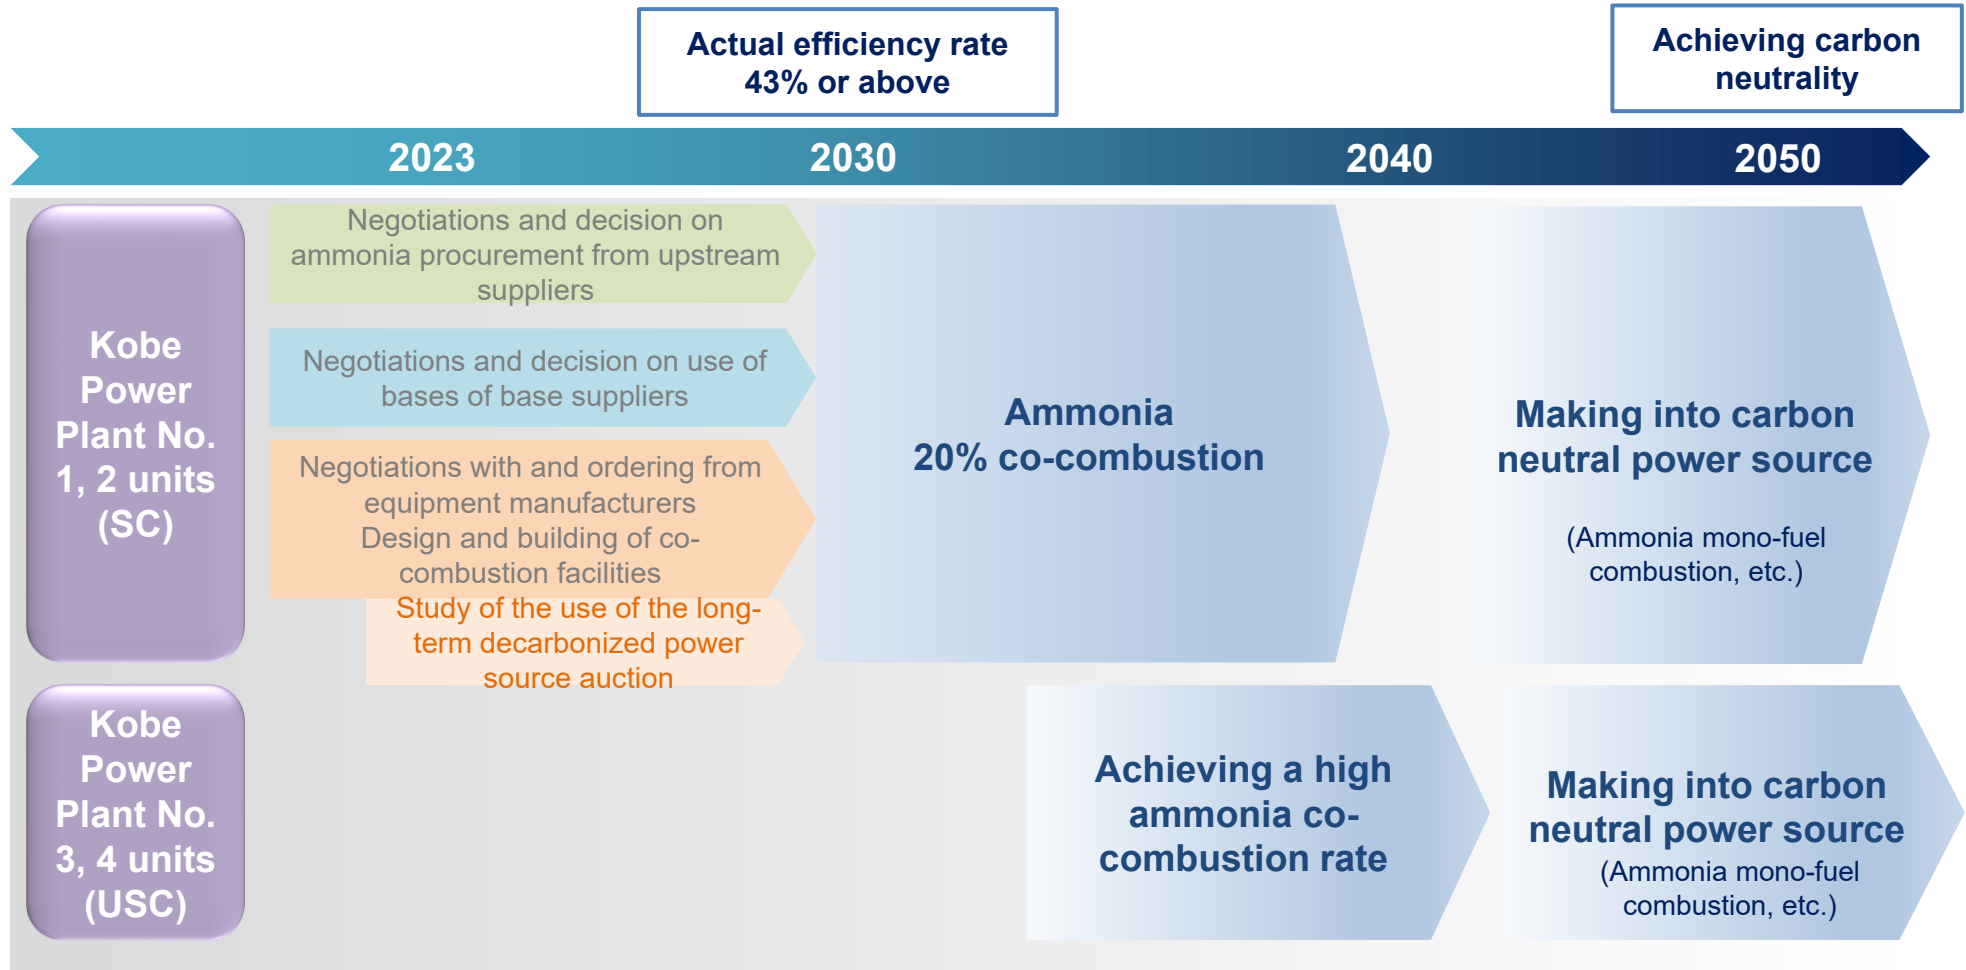 Actual efficiency rate
43% or above
Achieving carbon
neutrality
2023
2030
2040
2050
Kobe
Power
Plant No.
1, 2 units
(SC)
Negotiations and decision on
ammonia procurement from upstream
suppliers
Negotiations and decision on use of
bases of base suppliers
Negotiations with and ordering from
equipment manufacturers
Design and building of co-
combustion facilities
Study of the use of the long-
term decarbonized power
source auction
Ammonia
20% co-combustion
Making into carbon
neutral power source
(Ammonia mono-fuel
combustion, etc.)
Kobe
Power
Plant No.
3, 4 units
(USC)
Achieving a high
ammonia co-
combustion rate
Making into carbon
neutral power source
(Ammonia mono-fuel
combustion, etc.)